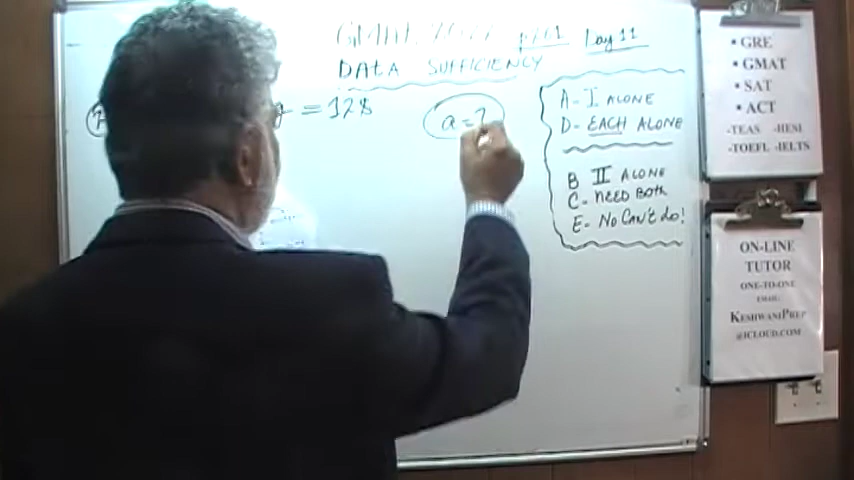 GMAT 2022 Day 11
DATA SUFFICIENCY
= 128
a = ?
A - I ALONE
D - EACH ALONE
B II ALONE
C - NEED BOTH
E = No CAN'T do!
• GRE
• GMAT
• SAT
• ACT
-TEAS -HESI
-TOEFL -IELTS
ON-LINE
TUTOR
ONE-TO-ONE
EMAIL:
KESHWANIPREP
@ICLOUD.COM